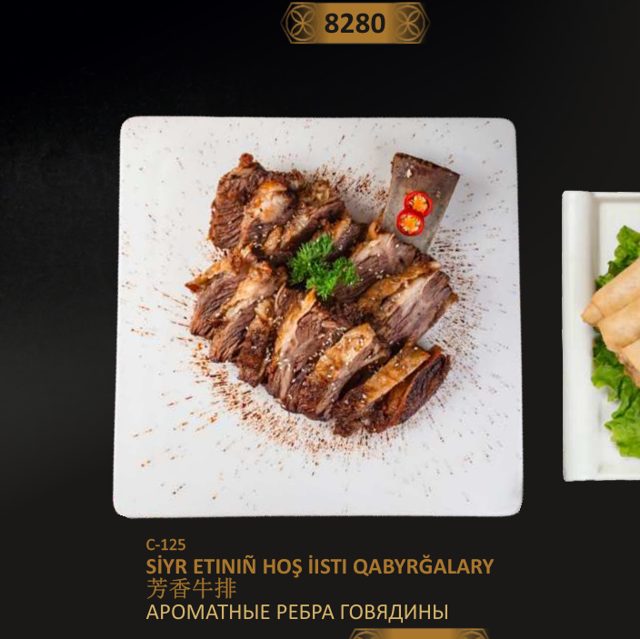 8280
C-125
SİYR ETINIÑ HOŞ İISTI QABYRĞALARY
芳香牛排
АРОМАТНЫЕ РЕБРА ГОВЯДИНЫ